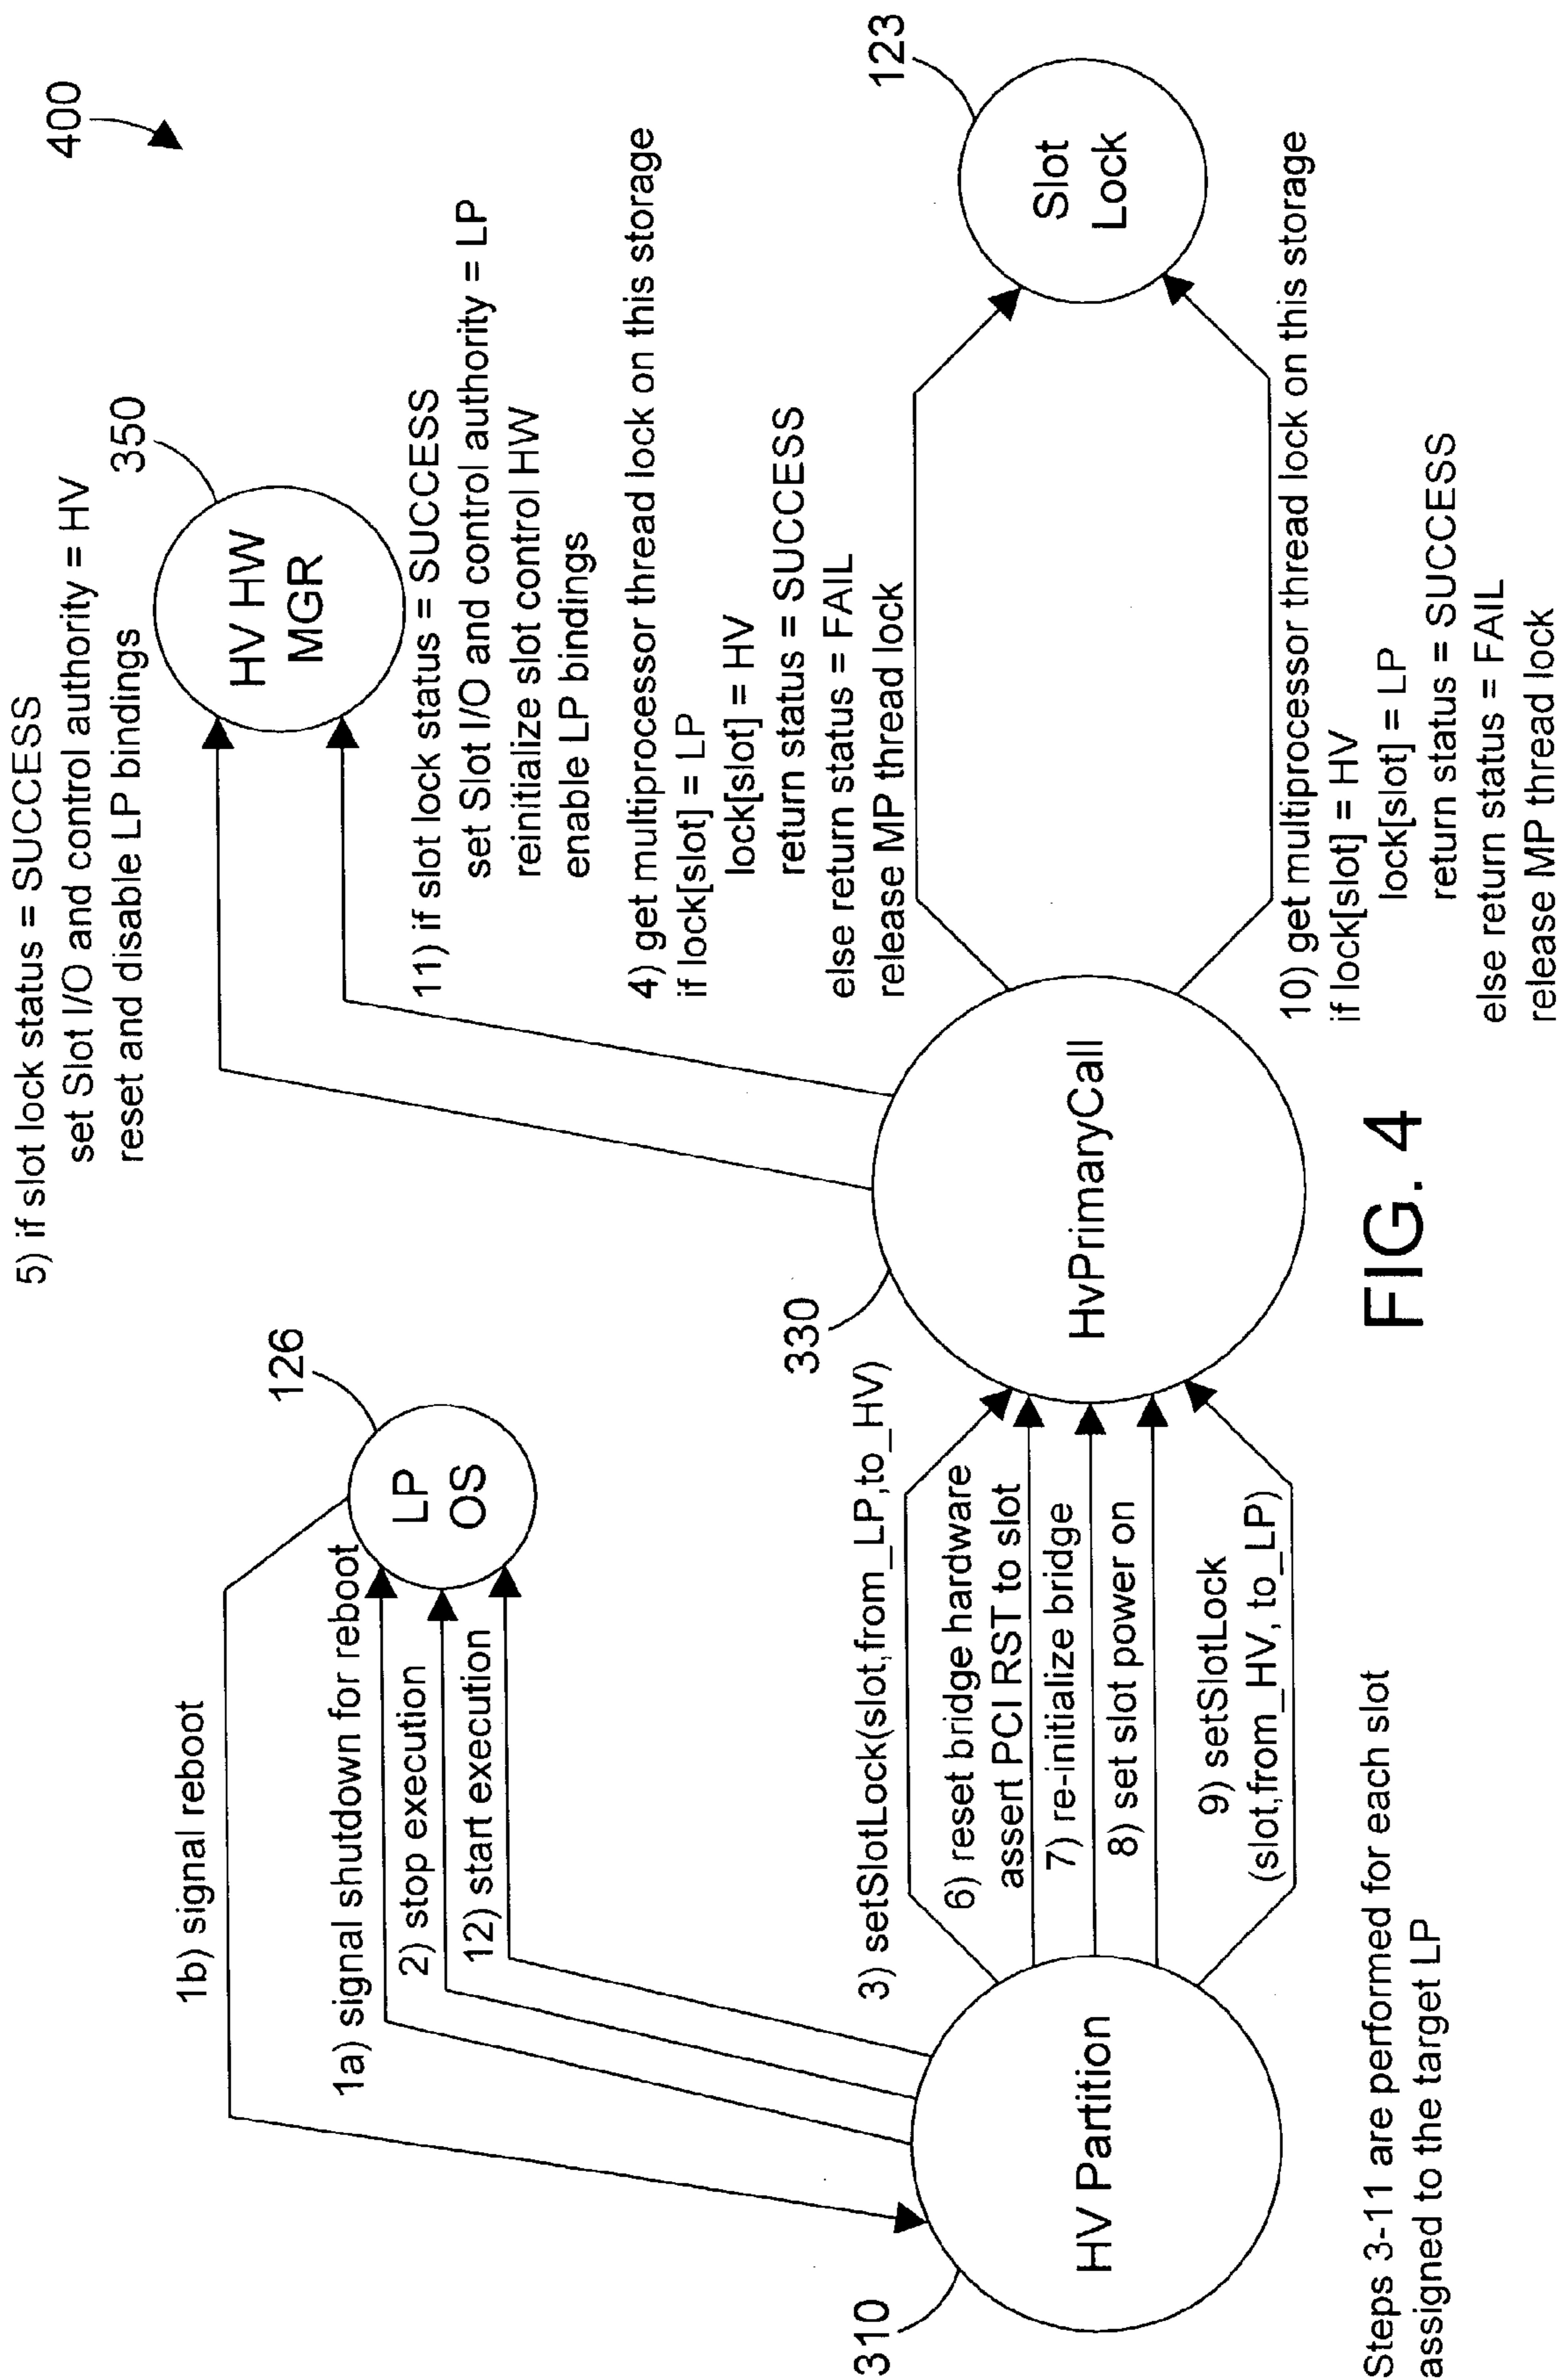 400
5) if slot lock status = SUCCESS
set Slot I/O and control authority = HV
reset and disable LP bindings
350
HV HW
MGR
11) if slot lock status = SUCCESS
set Slot I/O and control authority = LP
reinitialize slot control HW
enable LP bindings
126
LP
OS
1b) signal reboot
1a) signal shutdown for reboot
2) stop execution
12) start execution
4) get multiprocessor thread lock on this storage
if lock[slot] = LP
lock[slot] = HV
return status = SUCCESS
else return status = FAIL
release MP thread lock
123
Slot
Lock
330
HvPrimaryCall
3) setSlotLock(slot,from_LP,to_HV)
6) reset bridge hardware
assert PCI RST to slot
7) re-initialize bridge
8) set slot power on
9) setSlotLock
(slot,from_HV, to_LP)
310
HV Partition
10) get multiprocessor thread lock on this storage
if lock[slot] = HV
lock[slot] = LP
return status = SUCCESS
else return status = FAIL
release MP thread lock
Steps 3-11 are performed for each slot
assigned to the target LP
FIG. 4